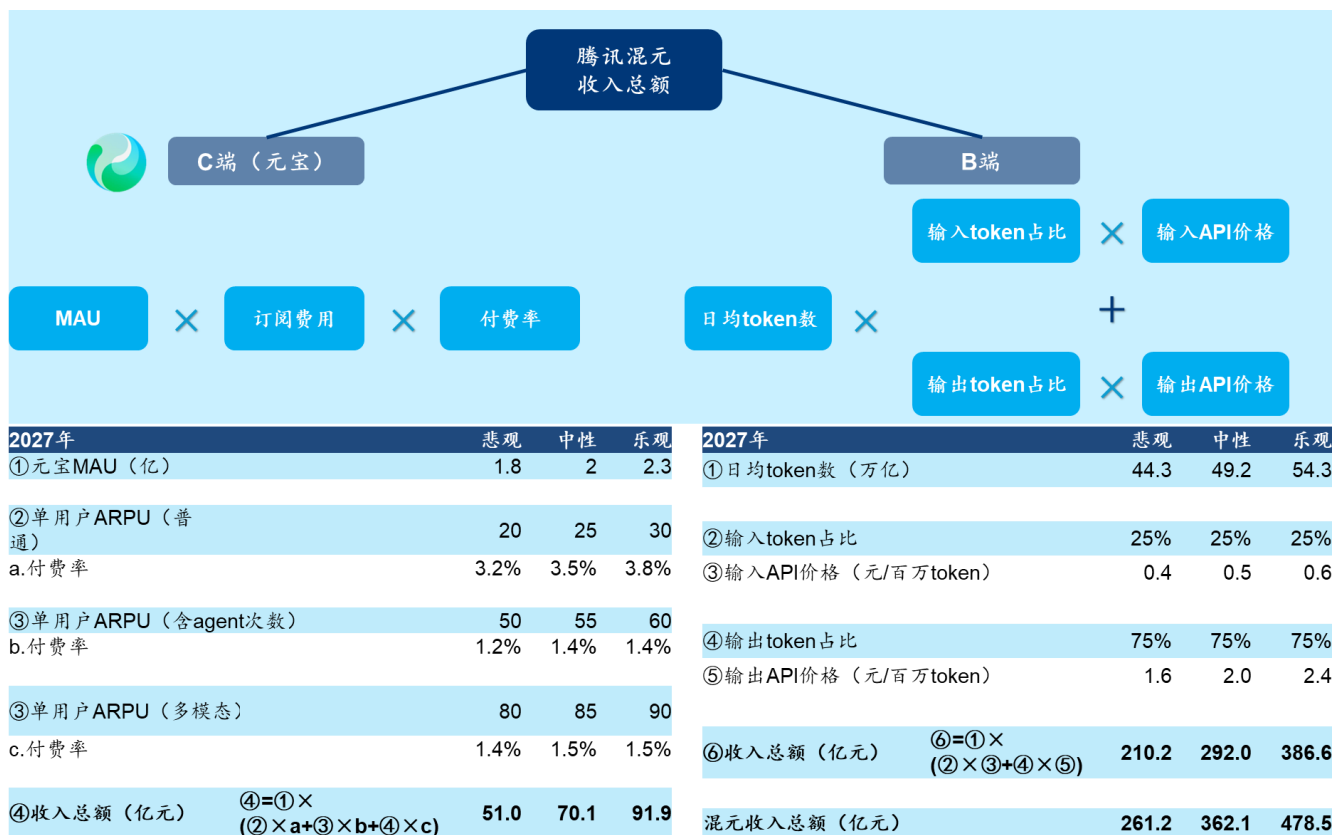 腾讯混元
收入总额
C端（元宝）
B端
输入token占比
×
输入API价格
MAU
×
订阅费用
×
付费率
日均token数
×
+
输出token占比
×
输出API价格
2027年 悲观 中性 乐观
①元宝MAU（亿） 1.8 2 2.3
②单用户ARPU（普
通） 20 25 30
a.付费率 3.2% 3.5% 3.8%
③单用户ARPU（含agent次数） 50 55 60
b.付费率 1.2% 1.4% 1.4%
③单用户ARPU（多模态） 80 85 90
c.付费率 1.4% 1.5% 1.5%
④收入总额（亿元） ④=①×
(②×a+③×b+④×c) 51.0 70.1 91.9
2027年 悲观 中性 乐观
①日均token数（万亿） 44.3 49.2 54.3
②输入token占比 25% 25% 25%
③输入API价格（元/百万token） 0.4 0.5 0.6
④输出token占比 75% 75% 75%
⑤输出API价格（元/百万token） 1.6 2.0 2.4
⑥收入总额（亿元） ⑥=①×
(②×③+④×⑤) 210.2 292.0 386.6
混元收入总额（亿元） 261.2 362.1 478.5